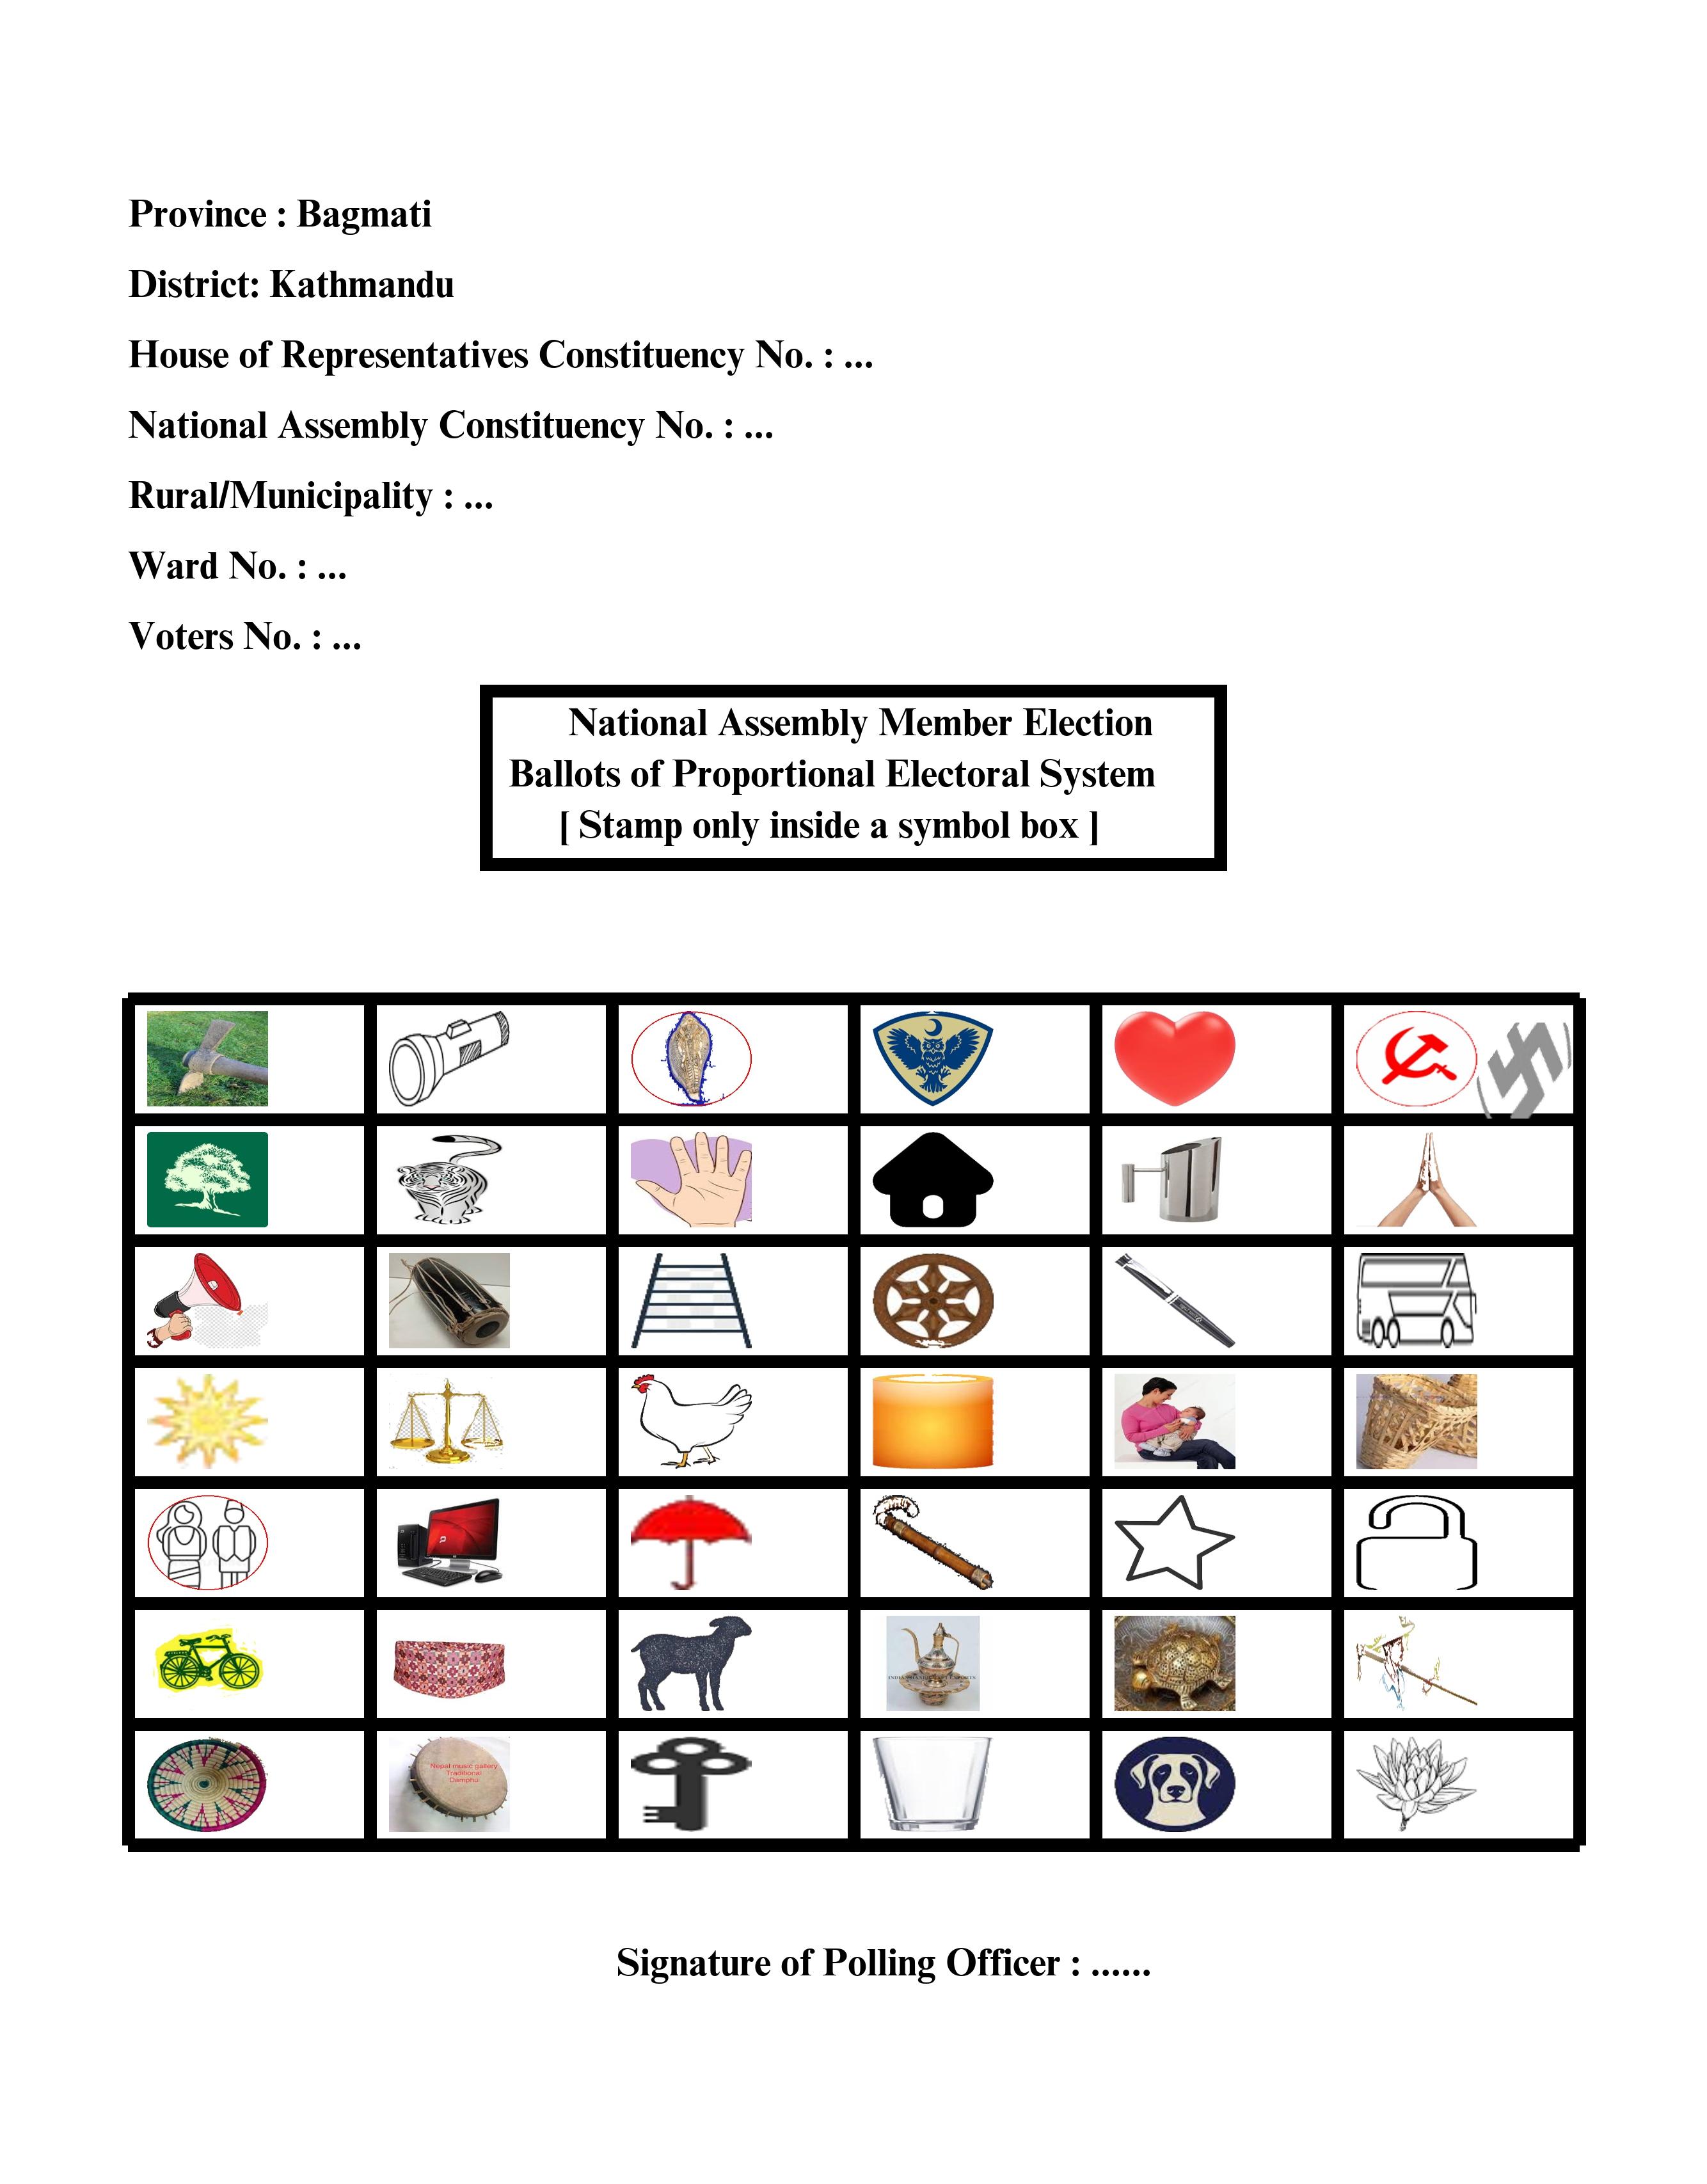 Province : Bagmati
District: Kathmandu
House of Representatives Constituency No. : ...
National Assembly Constituency No. : ...
Rural/Municipality : ...
Ward No. : ...
Voters No. : ...
National Assembly Member Election
Ballots of Proportional Electoral System
[ Stamp only inside a symbol box ]
Nepal music gallery
Traditional
Damphu
Signature of Polling Officer : ......